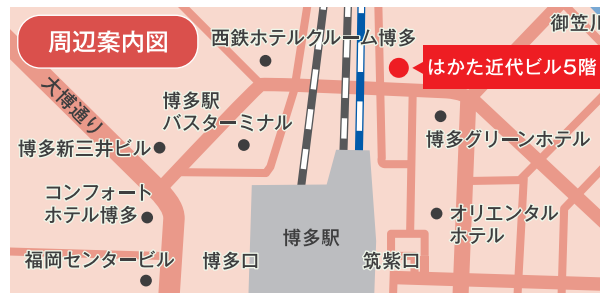 周辺案内図
西鉄ホテルクルーム博多
御笠川
はかた近代ビル5階
大博通り
博多駅
バスターミナル
博多グリーンホテル
博多新三井ビル
コンフォート
ホテル博多
オリエンタル
ホテル
博多駅
福岡センタービル
博多口
筑紫口